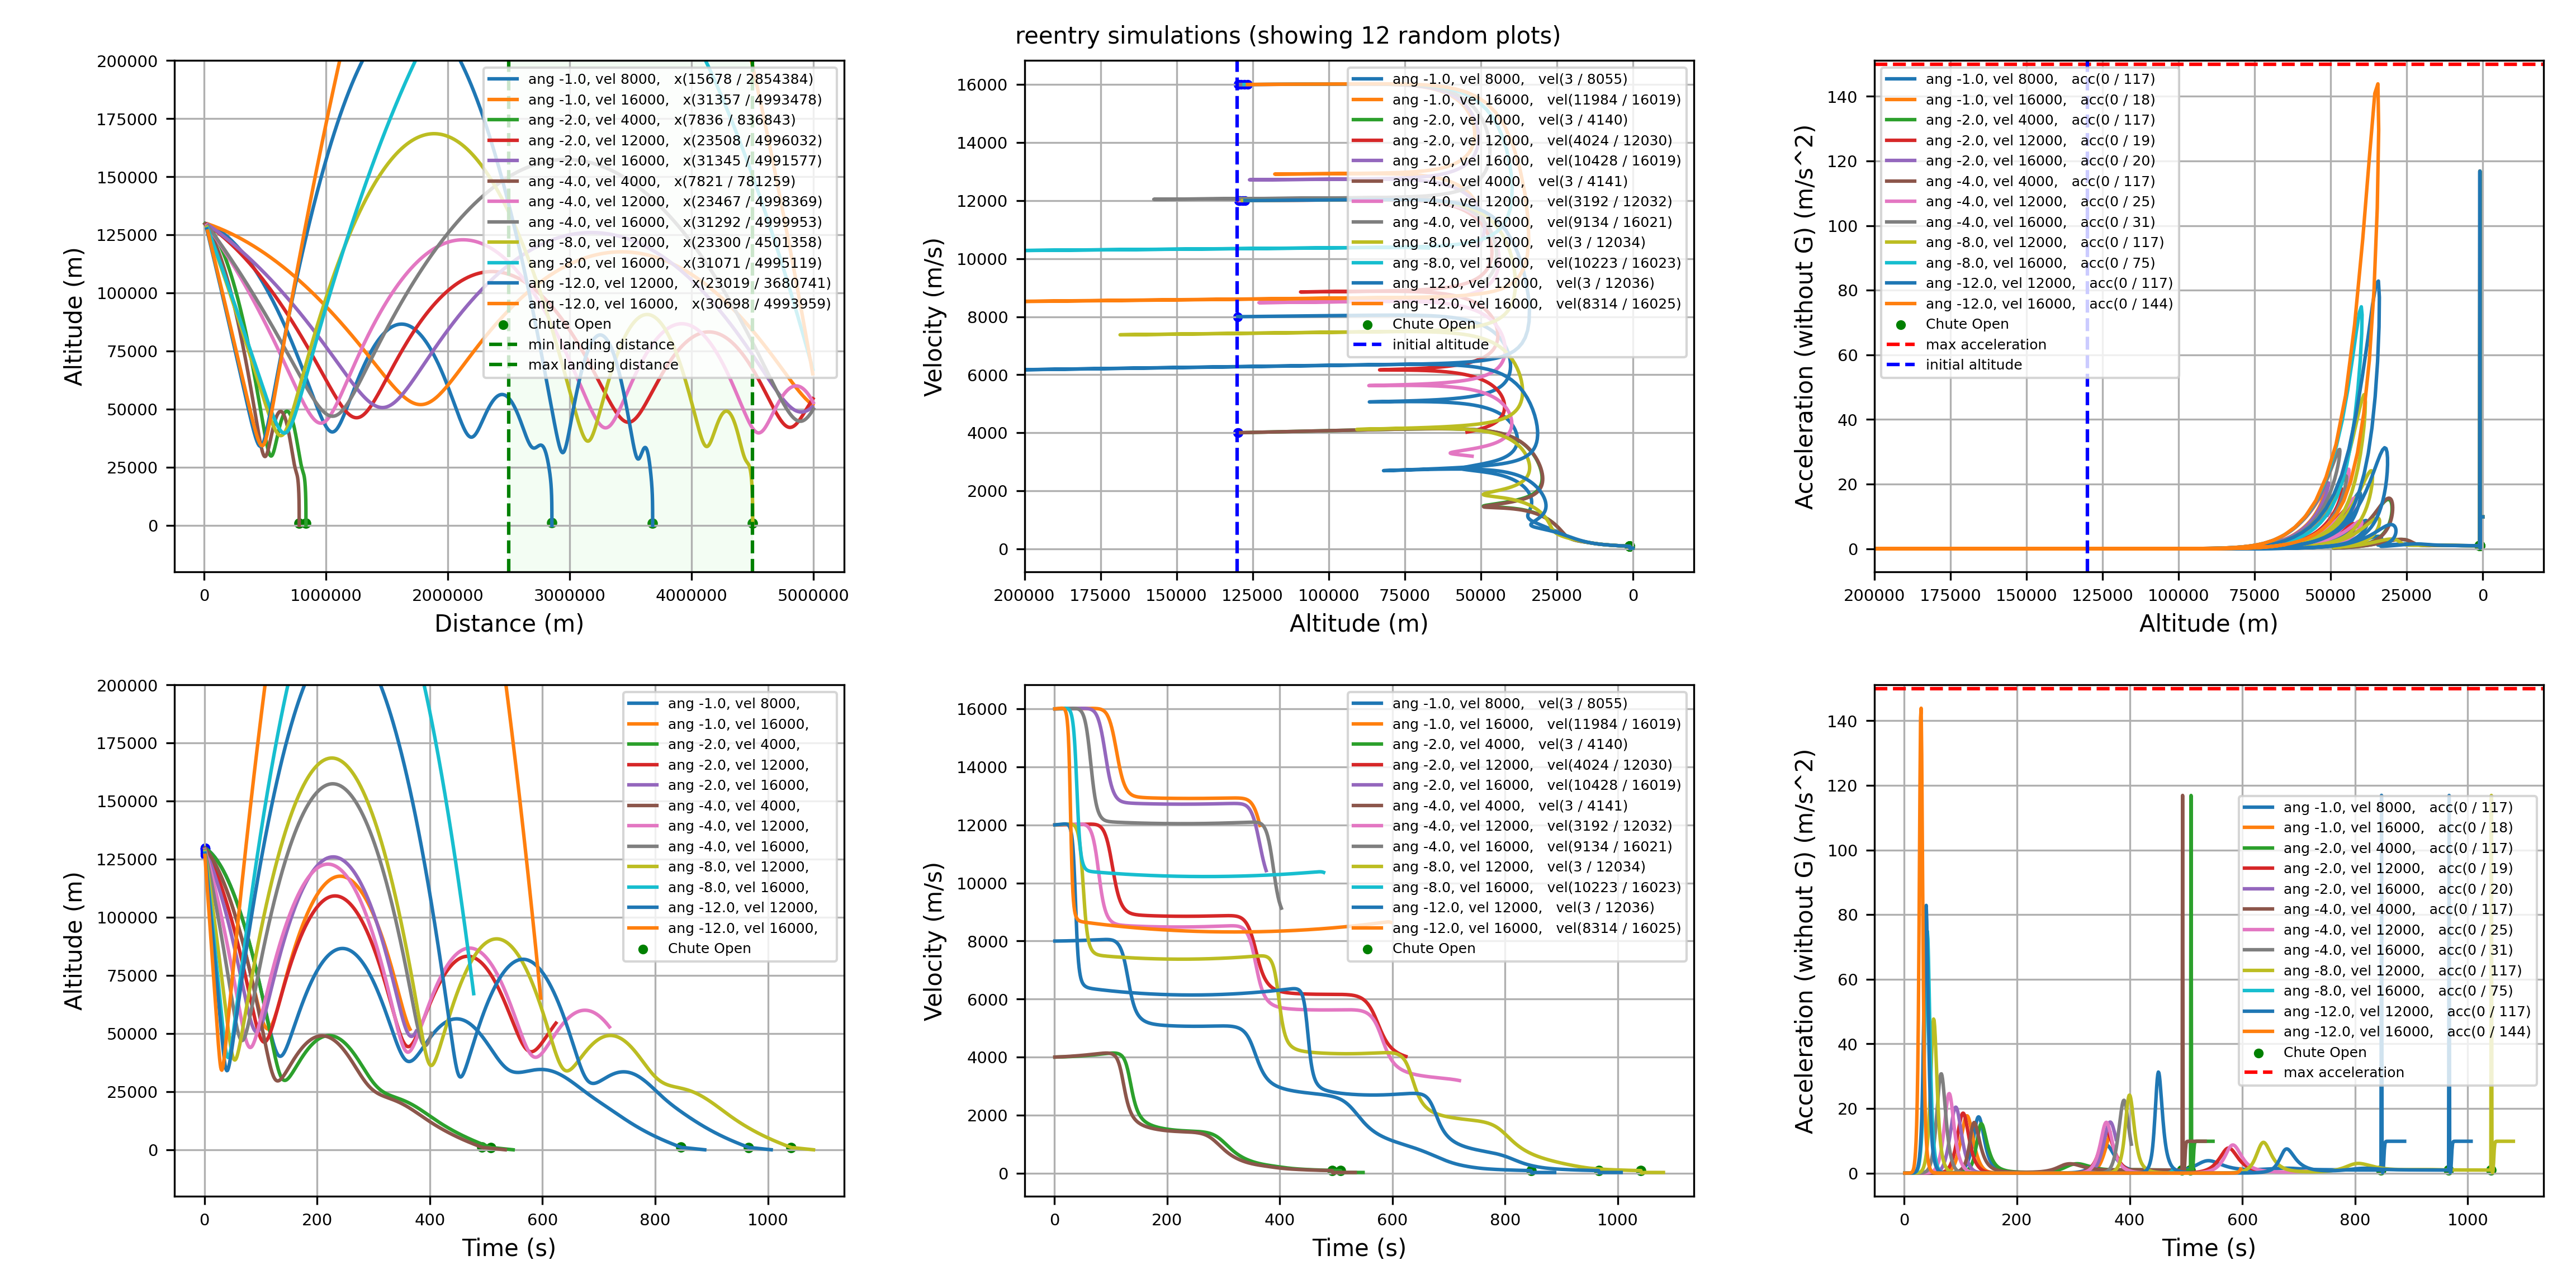 reentry simulations (showing 12 random plots)
200000
175000
150000
125000
100000
75000
50000
25000
0
Altitude (m)
ang -1.0, vel 8000,   x(15678 / 2854384)
ang -1.0, vel 16000,   x(31357 / 4993478)
ang -2.0, vel 4000,   x(7836 / 836843)
ang -2.0, vel 12000,   x(23508 / 4996032)
ang -2.0, vel 16000,   x(31345 / 4991577)
ang -4.0, vel 4000,   x(7821 / 781259)
ang -4.0, vel 12000,   x(23467 / 4998369)
ang -4.0, vel 16000,   x(31292 / 4999953)
ang -8.0, vel 12000,   x(23300 / 4501358)
ang -8.0, vel 16000,   x(31071 / 4995119)
ang -12.0, vel 12000,   x(23019 / 3680741)
ang -12.0, vel 16000,   x(30698 / 4993959)
Chute Open
min landing distance
max landing distance
0 1000000 2000000 3000000 4000000 5000000
Distance (m)
16000
14000
12000
10000
8000
6000
4000
2000
0
Velocity (m/s)
ang -1.0, vel 8000,   vel(3 / 8055)
ang -1.0, vel 16000,   vel(11984 / 16019)
ang -2.0, vel 4000,   vel(3 / 4140)
ang -2.0, vel 12000,   vel(4024 / 12030)
ang -2.0, vel 16000,   vel(10428 / 16019)
ang -4.0, vel 4000,   vel(3 / 4141)
ang -4.0, vel 12000,   vel(3192 / 12032)
ang -4.0, vel 16000,   vel(9134 / 16021)
ang -8.0, vel 12000,   vel(3 / 12034)
ang -8.0, vel 16000,   vel(10223 / 16023)
ang -12.0, vel 12000,   vel(3 / 12036)
ang -12.0, vel 16000,   vel(8314 / 16025)
Chute Open
initial altitude
200000 175000 150000 125000 100000 75000 50000 25000 0
Altitude (m)
140
120
100
80
60
40
20
0
Acceleration (without G) (m/s^2)
ang -1.0, vel 8000,   acc(0 / 117)
ang -1.0, vel 16000,   acc(0 / 18)
ang -2.0, vel 4000,   acc(0 / 117)
ang -2.0, vel 12000,   acc(0 / 19)
ang -2.0, vel 16000,   acc(0 / 20)
ang -4.0, vel 4000,   acc(0 / 117)
ang -4.0, vel 12000,   acc(0 / 25)
ang -4.0, vel 16000,   acc(0 / 31)
ang -8.0, vel 12000,   acc(0 / 117)
ang -8.0, vel 16000,   acc(0 / 75)
ang -12.0, vel 12000,   acc(0 / 117)
ang -12.0, vel 16000,   acc(0 / 144)
Chute Open
max acceleration
initial altitude
200000 175000 150000 125000 100000 75000 50000 25000 0
Altitude (m)
200000
175000
150000
125000
100000
75000
50000
25000
0
Altitude (m)
ang -1.0, vel 8000,
ang -1.0, vel 16000,
ang -2.0, vel 4000,
ang -2.0, vel 12000,
ang -2.0, vel 16000,
ang -4.0, vel 4000,
ang -4.0, vel 12000,
ang -4.0, vel 16000,
ang -8.0, vel 12000,
ang -8.0, vel 16000,
ang -12.0, vel 12000,
ang -12.0, vel 16000,
Chute Open
0 200 400 600 800 1000
Time (s)
16000
14000
12000
10000
8000
6000
4000
2000
0
Velocity (m/s)
ang -1.0, vel 8000,   vel(3 / 8055)
ang -1.0, vel 16000,   vel(11984 / 16019)
ang -2.0, vel 4000,   vel(3 / 4140)
ang -2.0, vel 12000,   vel(4024 / 12030)
ang -2.0, vel 16000,   vel(10428 / 16019)
ang -4.0, vel 4000,   vel(3 / 4141)
ang -4.0, vel 12000,   vel(3192 / 12032)
ang -4.0, vel 16000,   vel(9134 / 16021)
ang -8.0, vel 12000,   vel(3 / 12034)
ang -8.0, vel 16000,   vel(10223 / 16023)
ang -12.0, vel 12000,   vel(3 / 12036)
ang -12.0, vel 16000,   vel(8314 / 16025)
Chute Open
0 200 400 600 800 1000
Time (s)
140
120
100
80
60
40
20
0
Acceleration (without G) (m/s^2)
ang -1.0, vel 8000,   acc(0 / 117)
ang -1.0, vel 16000,   acc(0 / 18)
ang -2.0, vel 4000,   acc(0 / 117)
ang -2.0, vel 12000,   acc(0 / 19)
ang -2.0, vel 16000,   acc(0 / 20)
ang -4.0, vel 4000,   acc(0 / 117)
ang -4.0, vel 12000,   acc(0 / 25)
ang -4.0, vel 16000,   acc(0 / 31)
ang -8.0, vel 12000,   acc(0 / 117)
ang -8.0, vel 16000,   acc(0 / 75)
ang -12.0, vel 12000,   acc(0 / 117)
ang -12.0, vel 16000,   acc(0 / 144)
Chute Open
max acceleration
0 200 400 600 800 1000
Time (s)